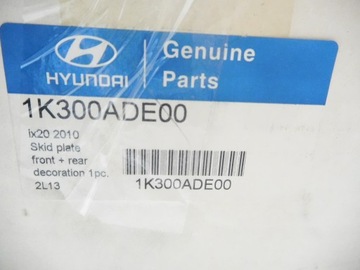 HYUNDAI
Genuine
Parts
1K300ADE00
ix20 2010
Skid plate
front + rear
decoration 1pc.
2L13
1K300ADE00